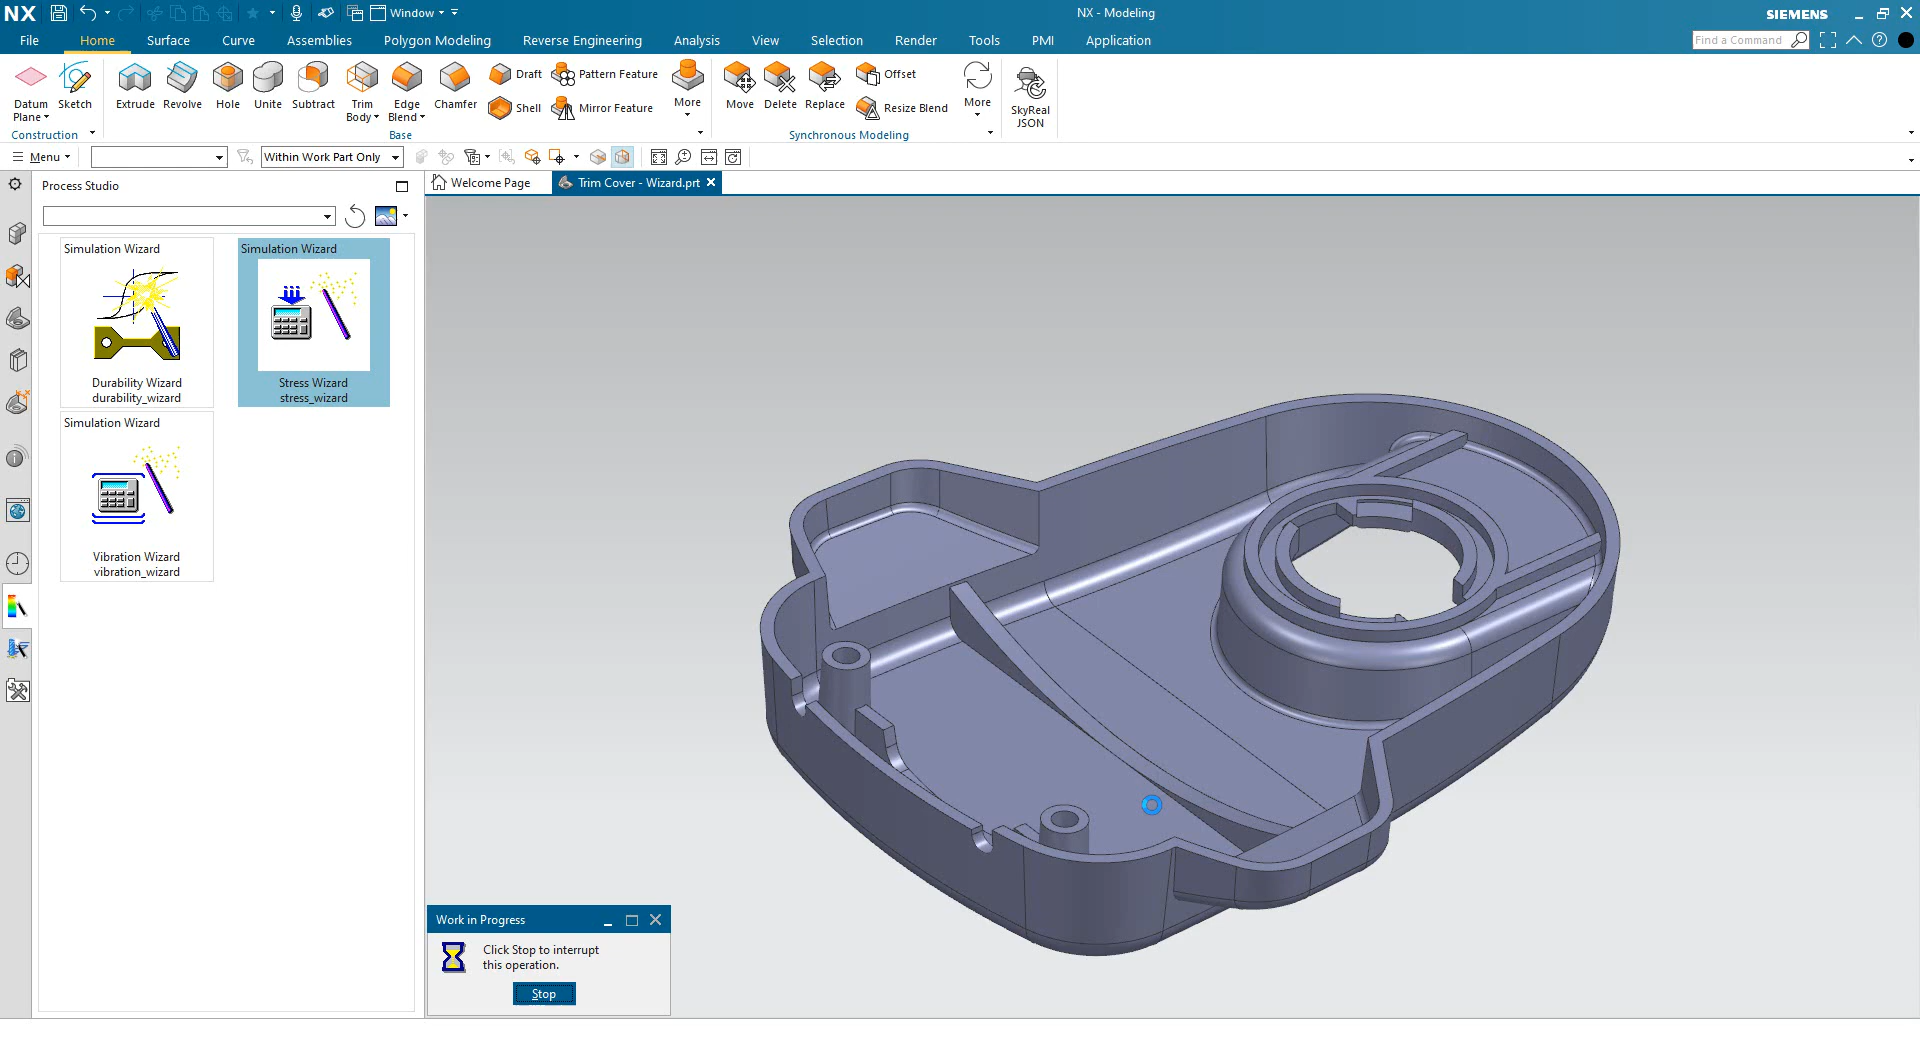 NX
Window
NX - Modeling
SIEMENS
File
Home
Surface
Curve
Assemblies
Polygon Modeling
Reverse Engineering
Analysis
View
Selection
Render
Tools
PMI
Application
Find a Command
Datum
Plane
Sketch
Extrude
Revolve
Hole
Unite
Subtract
Trim
Body
Edge
Blend
Chamfer
Draft
Shell
Pattern Feature
Mirror Feature
More
Move
Delete
Replace
Offset
Resize Blend
More
SkyReal
JSON
Construction
Base
Synchronous Modeling
Menu
Within Work Part Only
Process Studio
Welcome Page
Trim Cover - Wizard.prt
Simulation Wizard
Durability Wizard
durability_wizard
Simulation Wizard
Stress Wizard
stress_wizard
Simulation Wizard
Vibration Wizard
vibration_wizard
Work in Progress
Click Stop to interrupt
this operation.
Stop